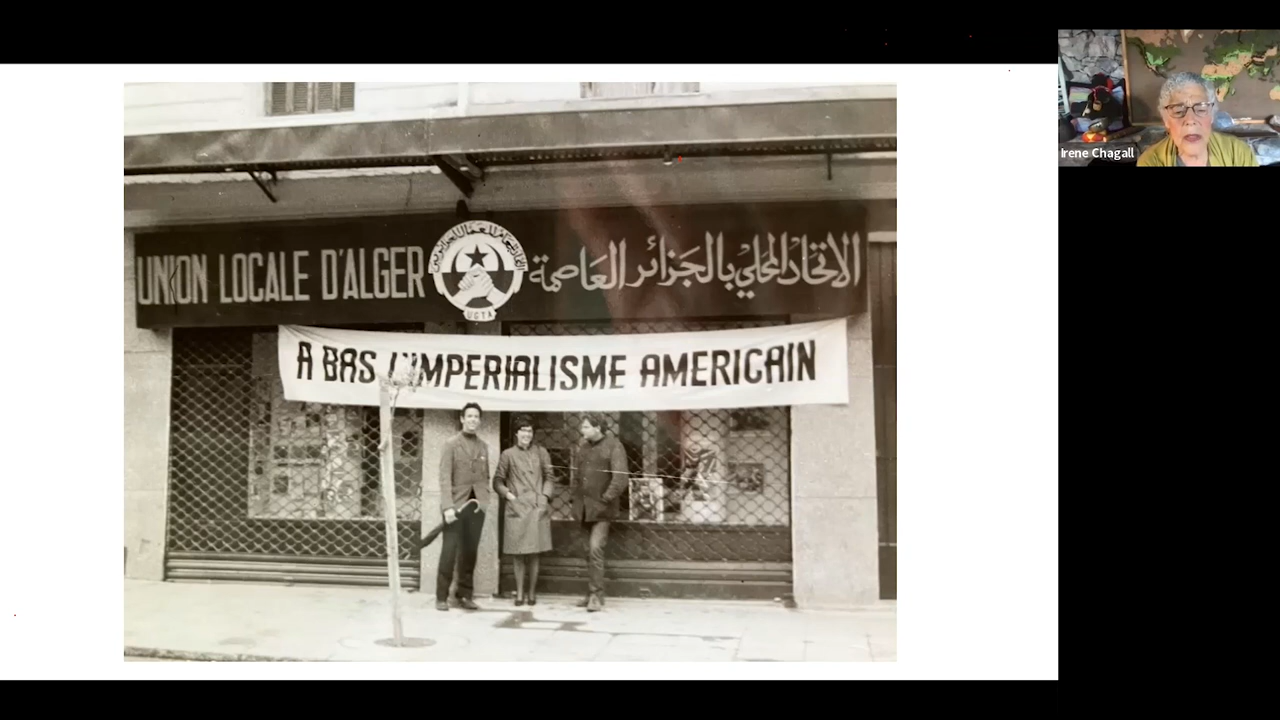 UNION LOCALE D'ALGER
الاتحاد المحلي بالجزائر العاصمة
UGTA
A BAS L'IMPERIALISME AMERICAIN
Irene Chagall